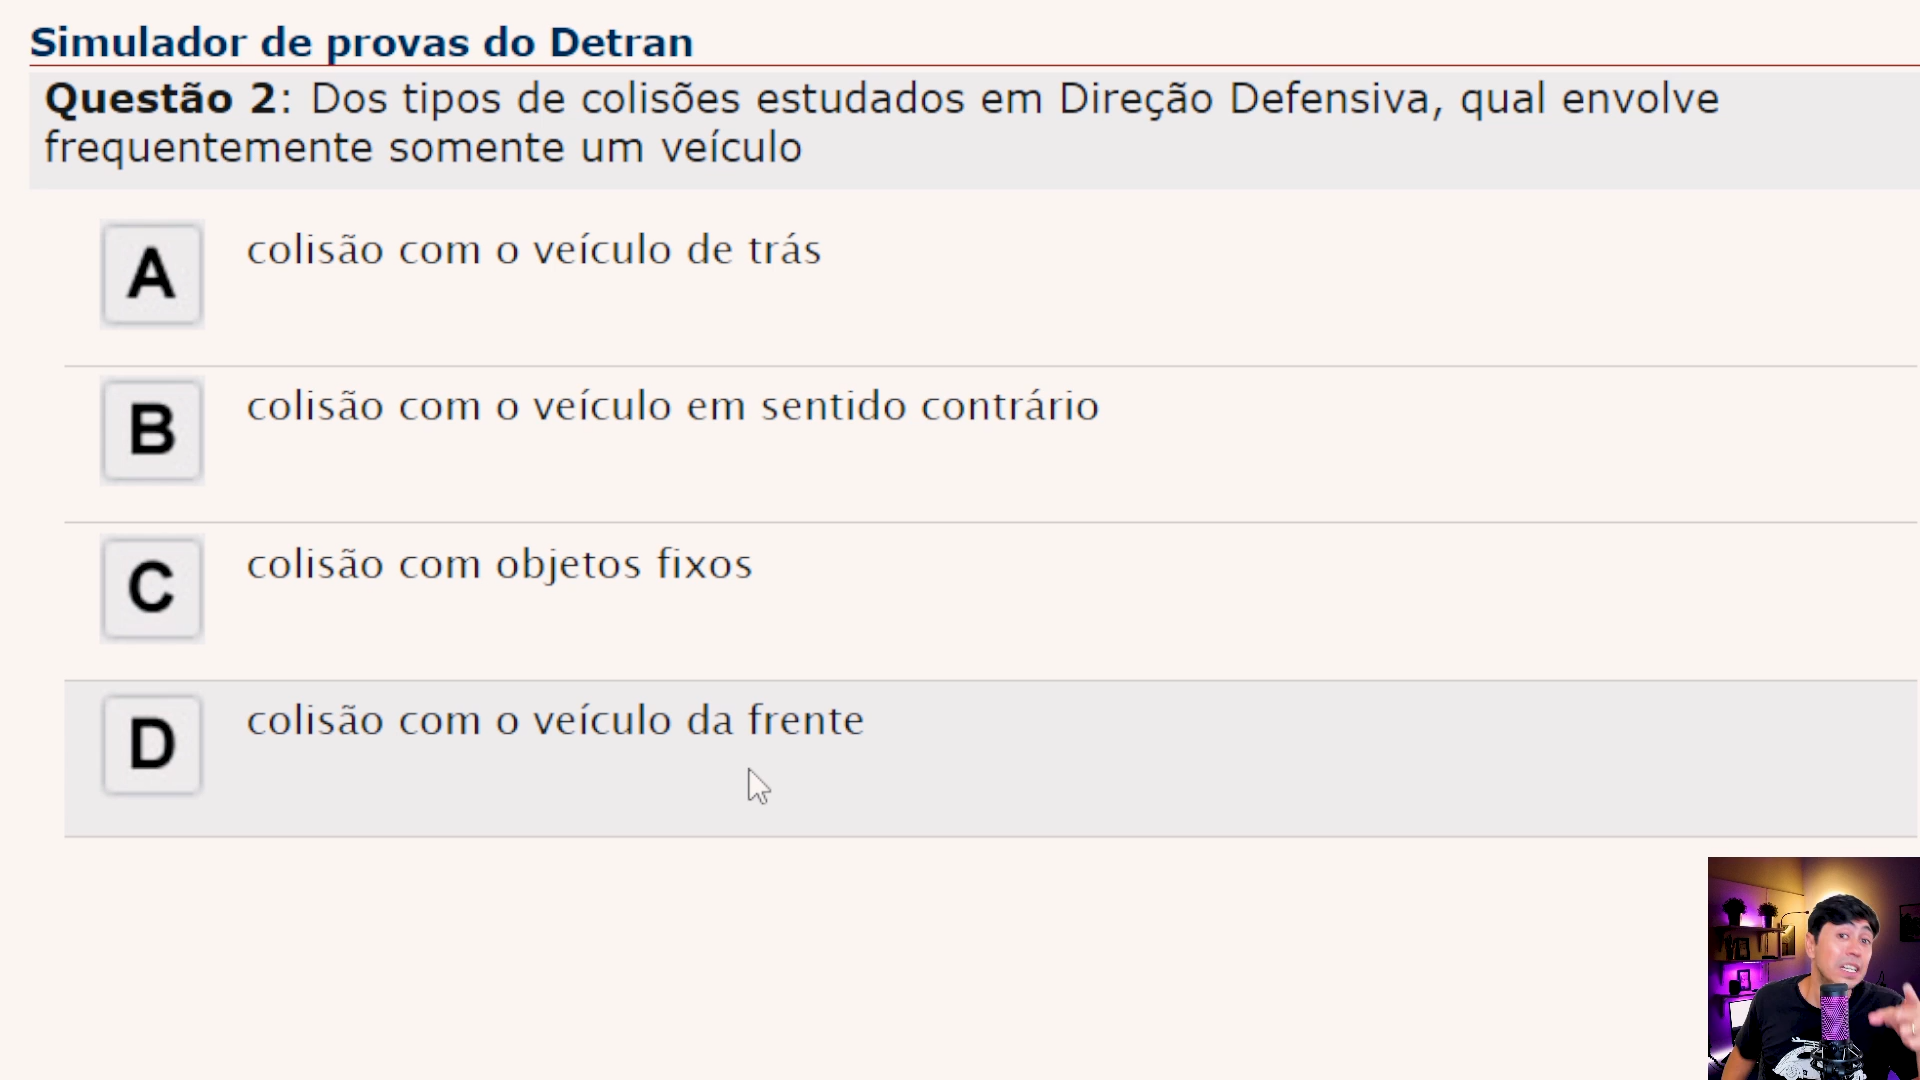 Simulador de provas do Detran
Questão 2: Dos tipos de colisões estudados em Direção Defensiva, qual envolve
frequentemente somente um veículo
A colisão com o veículo de trás
B colisão com o veículo em sentido contrário
C colisão com objetos fixos
D colisão com o veículo da frente